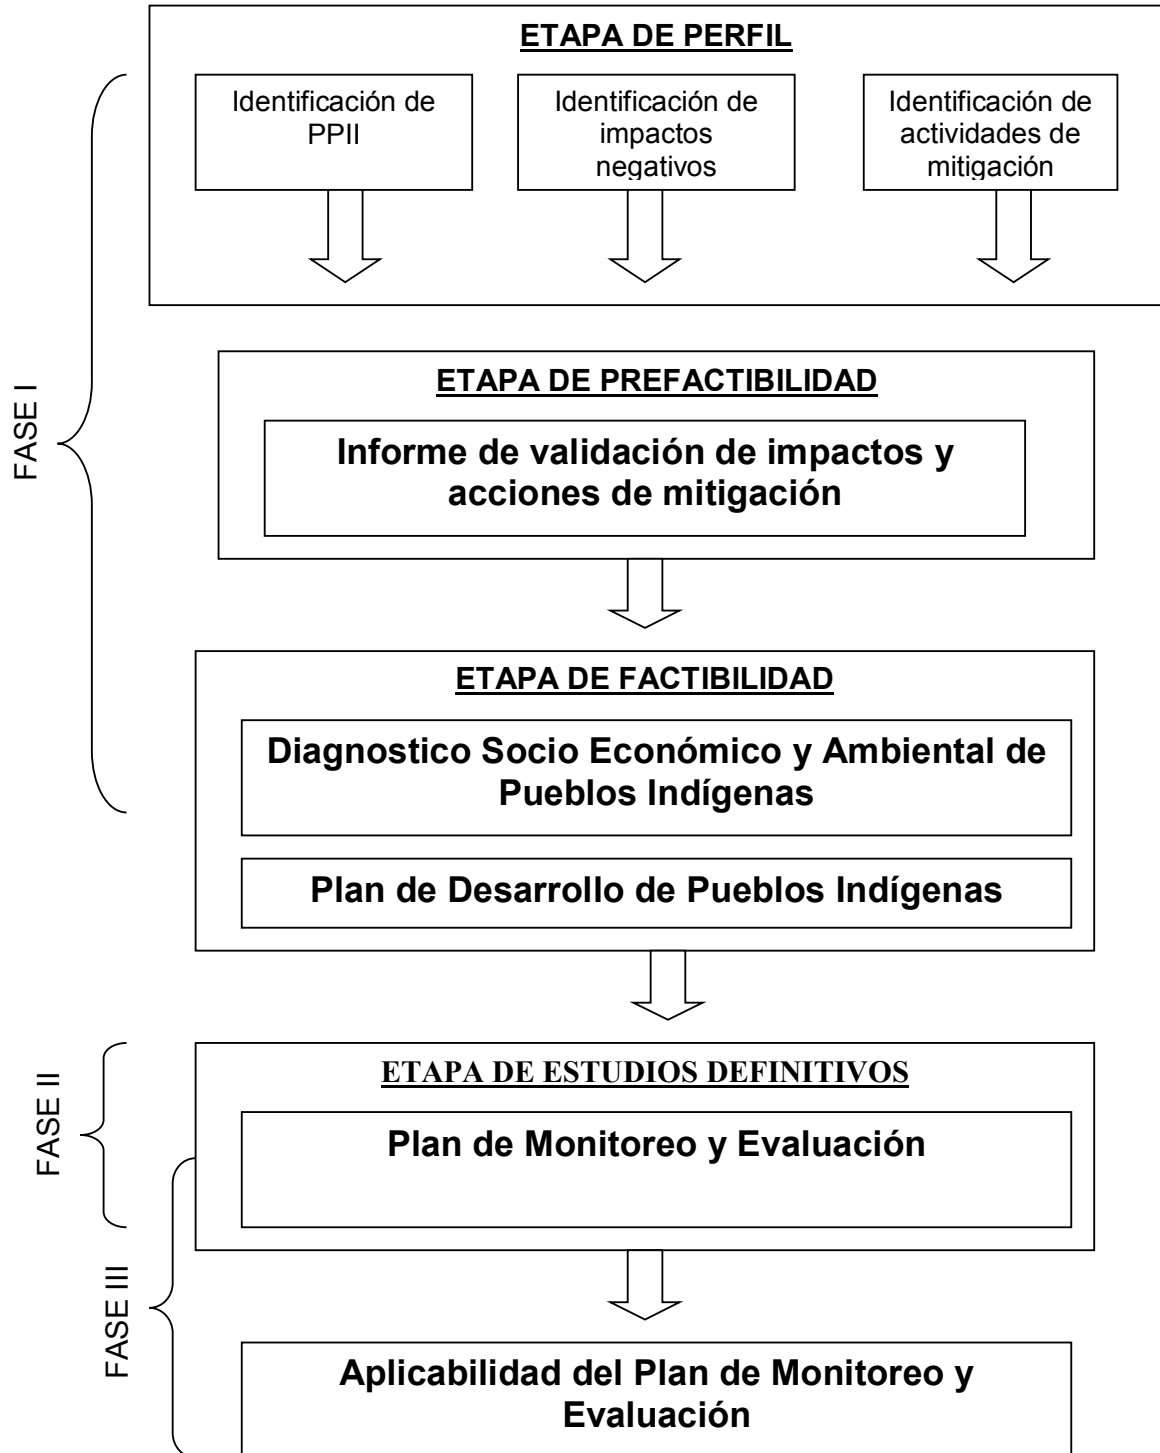 ETAPA DE PERFIL
Identificación de
PPII
Identificación de
impactos
negativos
Identificación de
actividades de
mitigación
FASE I
ETAPA DE PREFACTIBILIDAD
Informe de validación de impactos y
acciones de mitigación
ETAPA DE FACTIBILIDAD
Diagnostico Socio Económico y Ambiental de
Pueblos Indígenas
Plan de Desarrollo de Pueblos Indígenas
FASE II
ETAPA DE ESTUDIOS DEFINITIVOS
Plan de Monitoreo y Evaluación
FASE III
Aplicabilidad del Plan de Monitoreo y
Evaluación